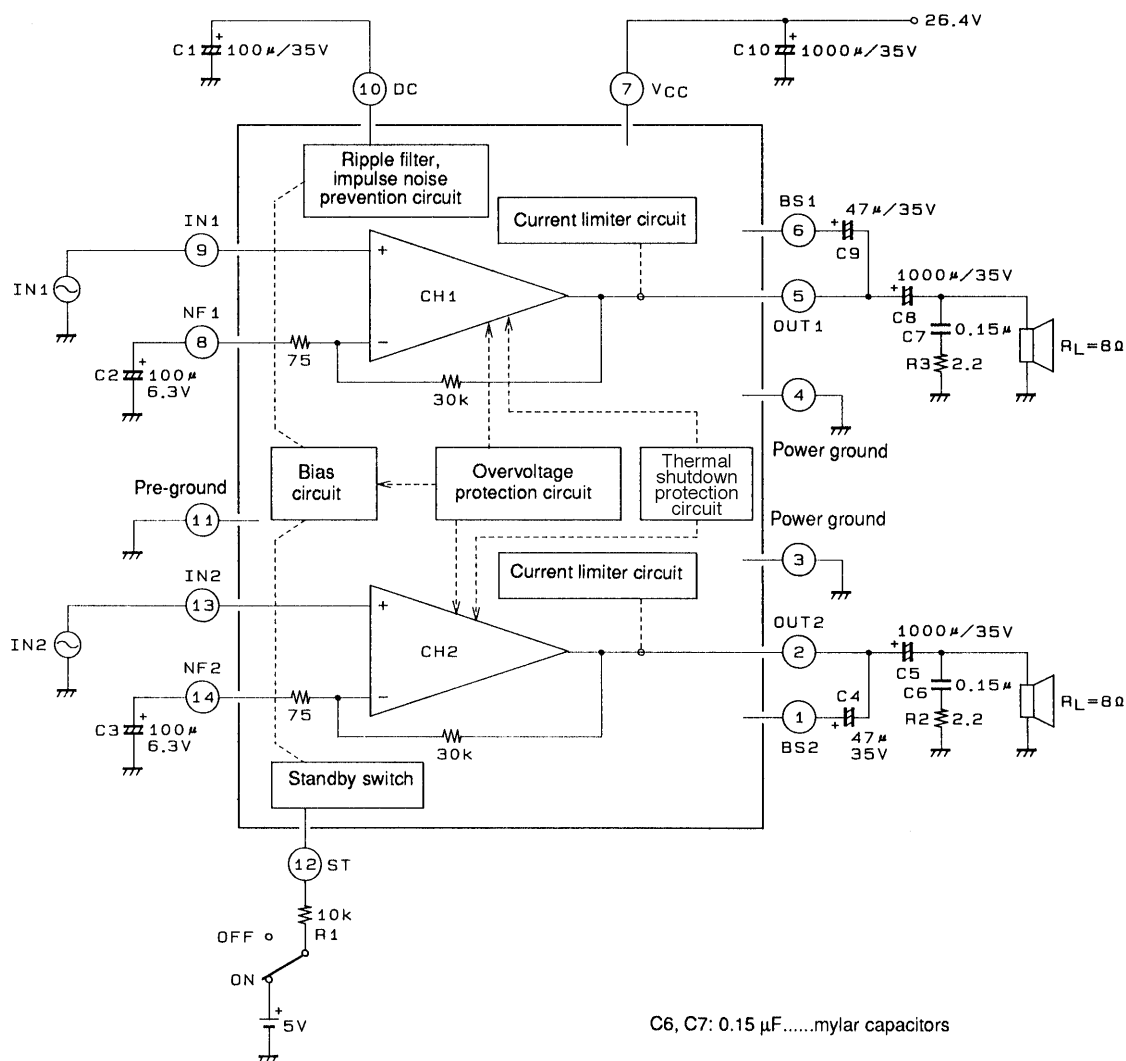 26.4V
C1
+
100μ/35V
C10
+
1000μ/35V
10
DC
7
VCC
Ripple filter,
impulse noise
prevention circuit
IN1
9
IN1
Current limiter circuit
BS1
6
47μ/35V
+
C9
+
CH1
−
5
OUT1
1000μ/35V
+
C8
C7
0.15μ
R3
2.2
RL=8Ω
NF1
8
75
30k
C2
+
100μ
6.3V
4
Power ground
Pre-ground
11
Bias
circuit
Overvoltage
protection circuit
Thermal
shutdown
protection
circuit
Power ground
3
IN2
13
IN2
Current limiter circuit
+
CH2
−
OUT2
2
1000μ/35V
+
C5
C6
0.15μ
R2
2.2
RL=8Ω
NF2
14
75
30k
C3
+
100μ
6.3V
1
BS2
C4
+
47μ
35V
Standby switch
12
ST
10k
R1
OFF
ON
+
5V
C6, C7: 0.15 μF......mylar capacitors